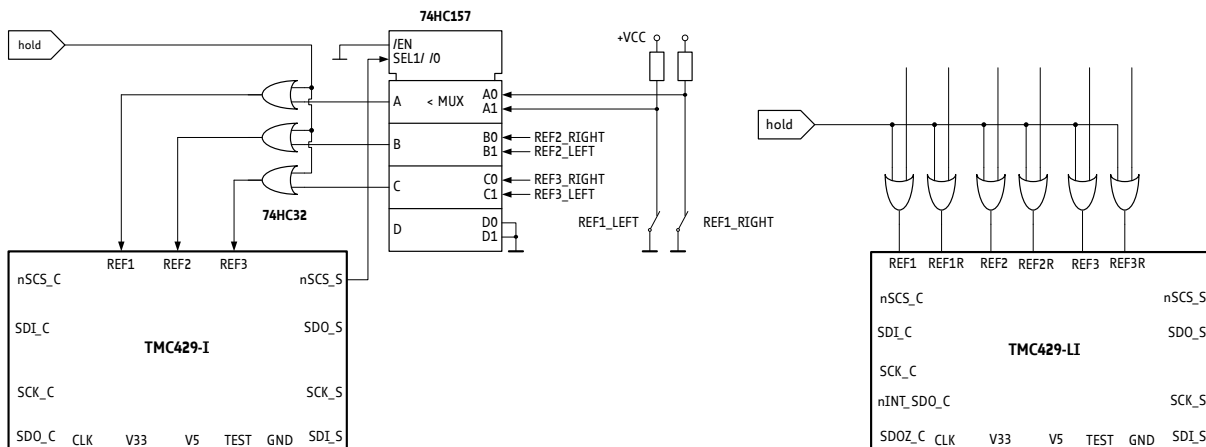 74HC157
hold
/EN
SEL1/ /0
+VCC
A
< MUX
A0
A1
B
B0
B1
REF2_RIGHT
REF2_LEFT
C
C0
C1
REF3_RIGHT
REF3_LEFT
74HC32
D
D0
D1
REF1_LEFT
REF1_RIGHT
REF1
REF2
REF3
nSCS_C
nSCS_S
SDI_C
SDO_S
TMC429-I
SCK_C
SCK_S
SDO_C
CLK
V33
V5
TEST
GND
SDI_S
hold
REF1
REF1R
REF2
REF2R
REF3
REF3R
nSCS_C
nSCS_S
SDI_C
SDO_S
TMC429-LI
SCK_C
nINT_SDO_C
SCK_S
SDOZ_C
CLK
V33
V5
TEST
GND
SDI_S